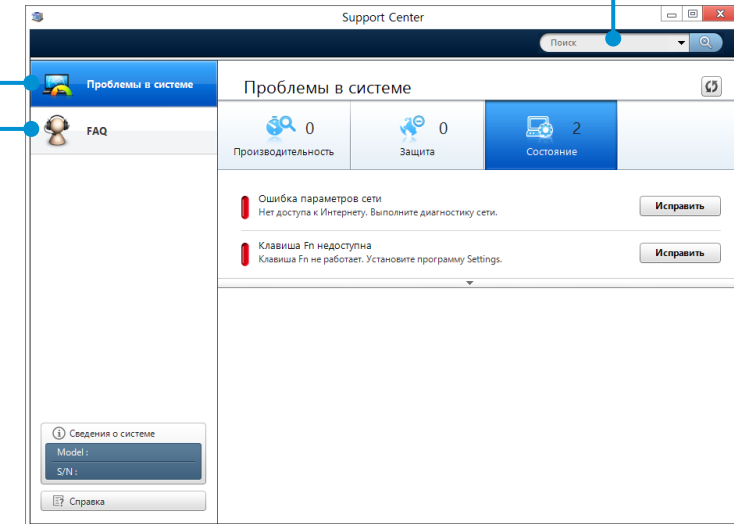 Support Center
Поиск
Проблемы в системе
FAQ
Проблемы в системе
0
Производительность
0
Защита
2
Состояние
Ошибка параметров сети
Нет доступа к Интернету. Выполните диагностику сети.
Исправить
Клавиша Fn недоступна
Клавиша Fn не работает. Установите программу Settings.
Исправить
Сведения о системе
Model :
S/N :
Справка